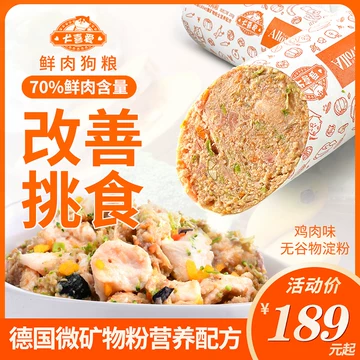 鲜肉狗粮
70%鲜肉含量
改善
挑食
鸡肉味
无谷物淀粉
活动价
¥189元起
德国微矿物粉营养配方